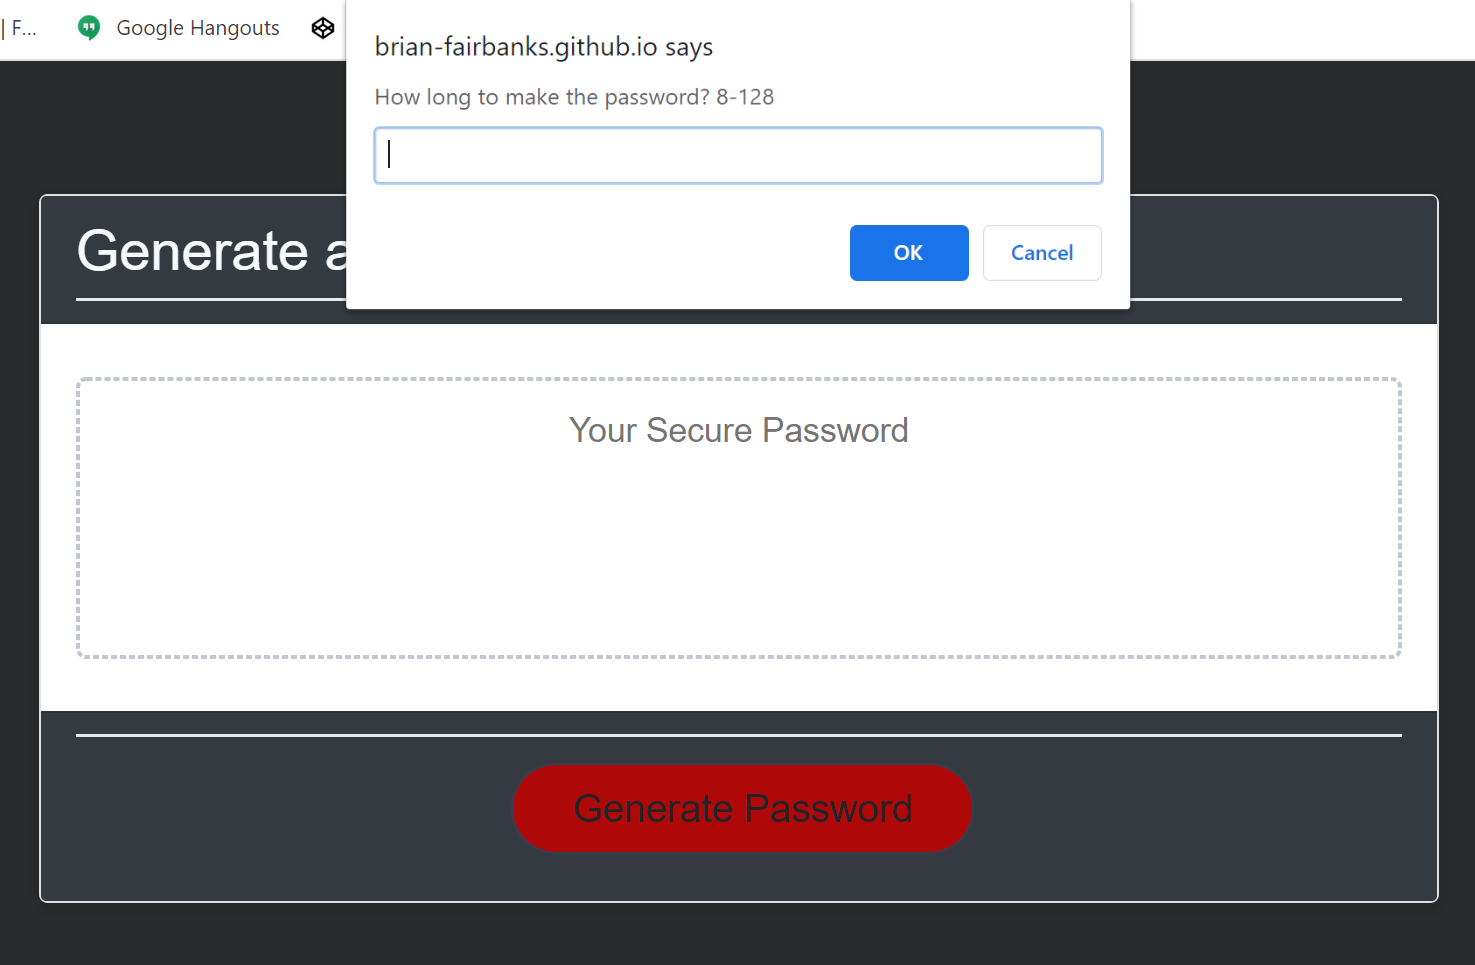 | F...
Google Hangouts
brian-fairbanks.github.io says
How long to make the password? 8-128
OK
Cancel
Generate a
Your Secure Password
Generate Password